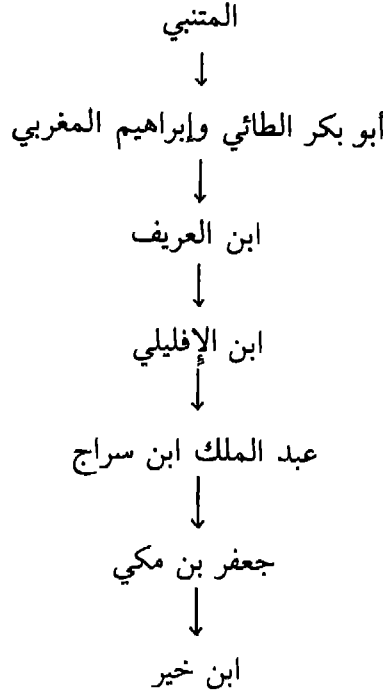 المتنبي
أبو بكر الطائي وإبراهيم المغربي
ابن العريف
ابن الإفليلي
عبد الملك ابن سراج
جعفر بن مكي
ابن خير